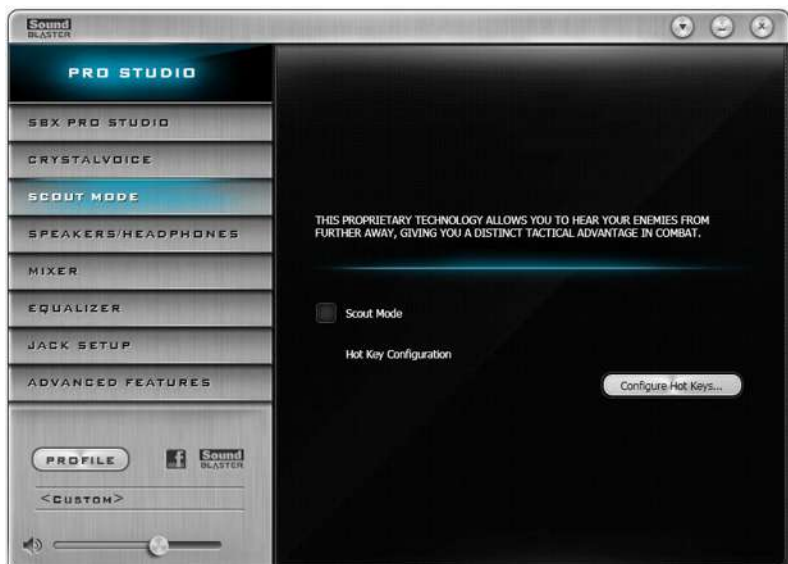 Sound
BLASTER
PRO STUDIO
SBX PRO STUDIO
CRYSTALVOICE
SCOUT MODE
SPEAKERS/HEADPHONES
MIXER
EQUALIZER
JACK SETUP
ADVANCED FEATURES
PROFILE
f
Sound
BLASTER
<CUSTOM>
THIS PROPRIETARY TECHNOLOGY ALLOWS YOU TO HEAR YOUR ENEMIES FROM
FURTHER AWAY, GIVING YOU A DISTINCT TACTICAL ADVANTAGE IN COMBAT.
Scout Mode
Hot Key Configuration
Configure Hot Keys...